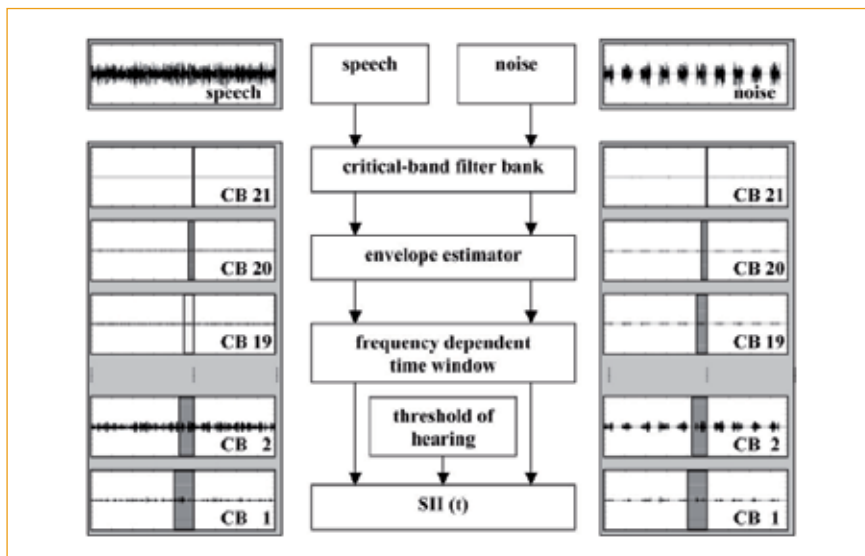 speech
CB 21
CB 20
CB 19
CB 2
CB 1
speech
noise
critical-band filter bank
envelope estimator
frequency dependent
time window
threshold of
hearing
SII (t)
noise
CB 21
CB 20
CB 19
CB 2
CB 1